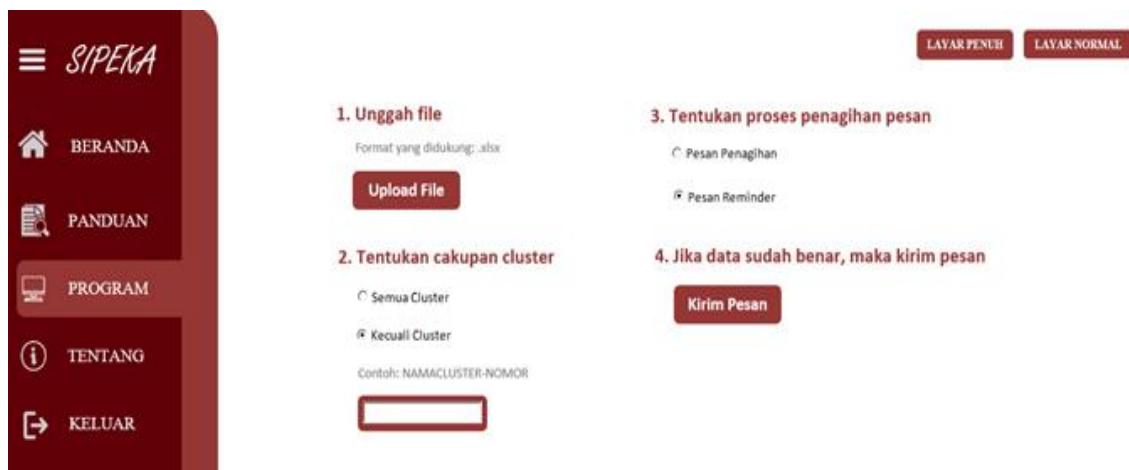 SIPEKA
BERANDA
PANDUAN
PROGRAM
TENTANG
KELUAR
LAYAR PENUH
LAYAR NORMAL
1. Unggah file
Format yang didukung: .xlsx
Upload File
2. Tentukan cakupan cluster
Semua Cluster
Kecuali Cluster
Contoh: NAMACLUSTER-NOMOR
3. Tentukan proses penagihan pesan
Pesan Penagihan
Pesan Reminder
4. Jika data sudah benar, maka kirim pesan
Kirim Pesan